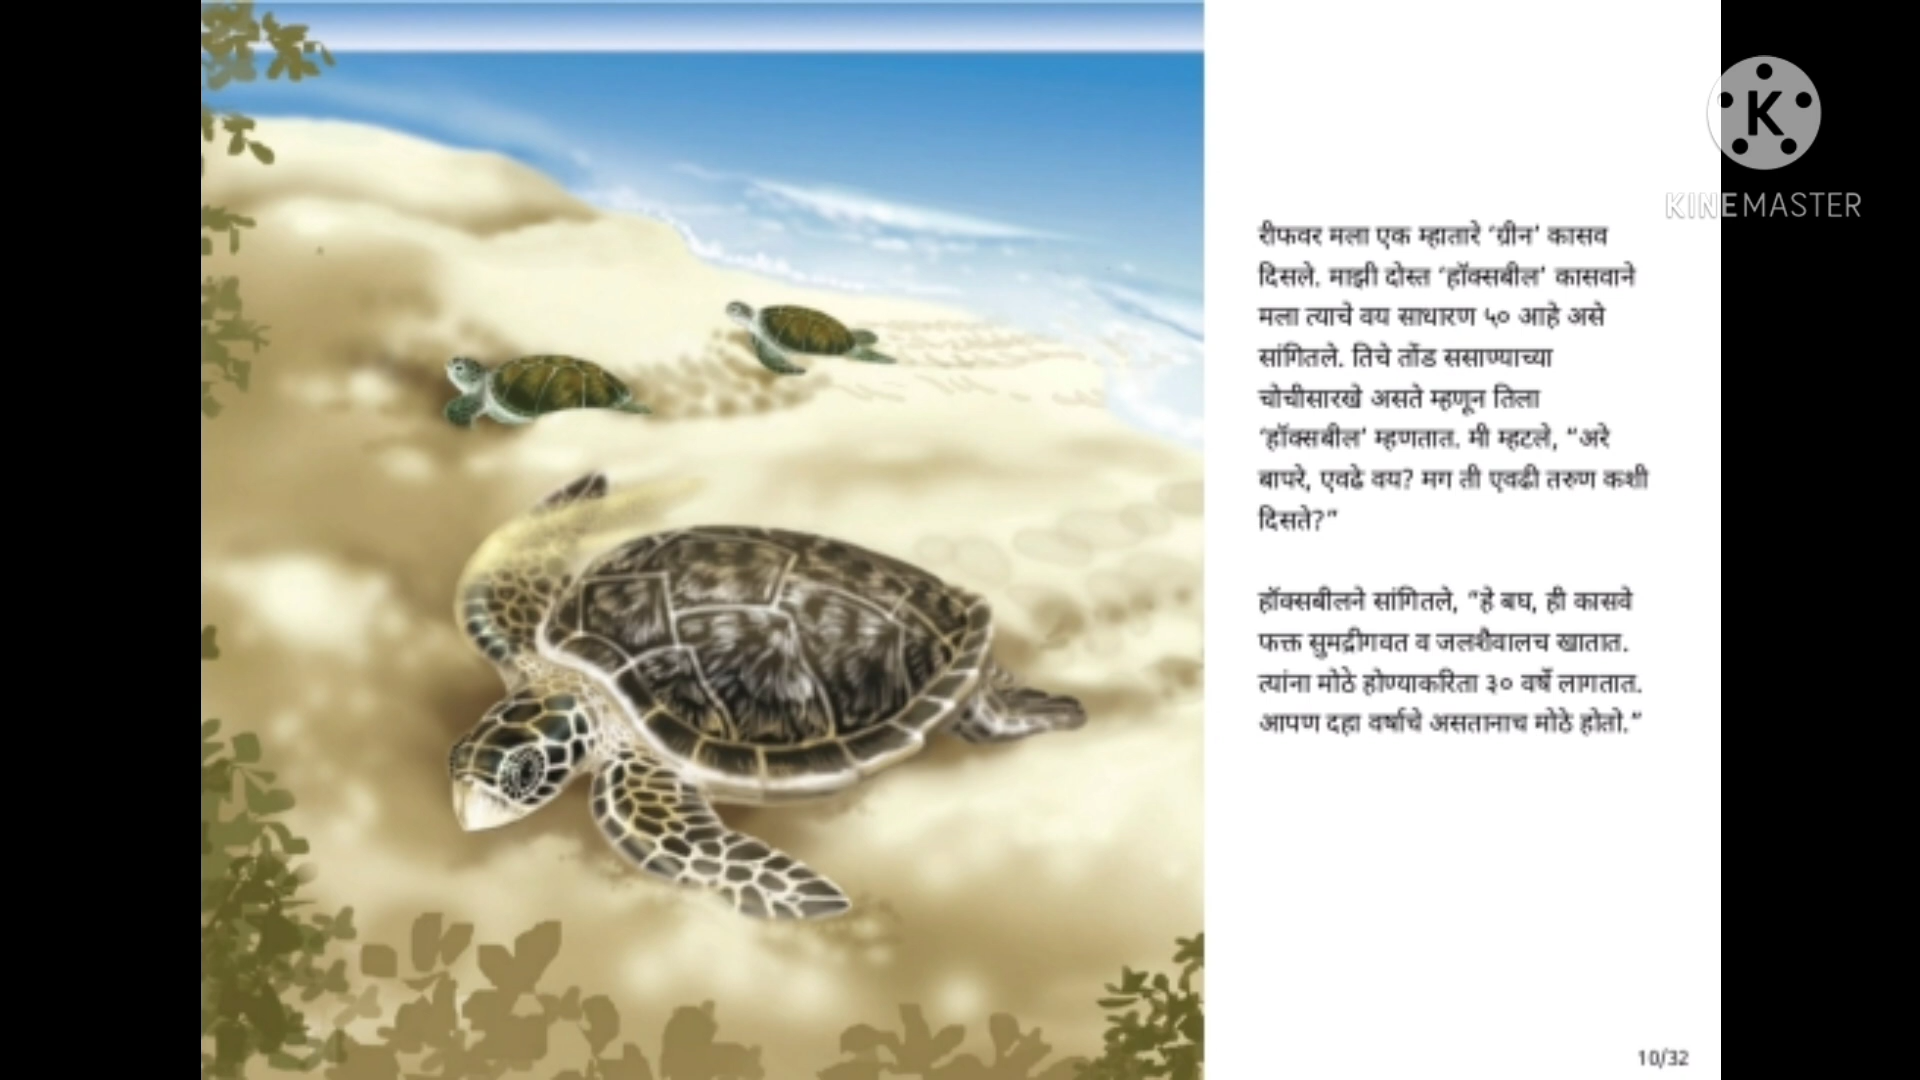 रीफवर मला एक म्हातारे ‘ग्रीन’ कासव
दिसले. माझी दोस्त ‘हॉक्सबील’ कासवाने
मला त्याचे वय साधारण ५० आहे असे
सांगितले. तिचे तोंड ससाण्याच्या
चोचीसारखे असते म्हणून तिला
‘हॉक्सबील’ म्हणतात. मी म्हटले, “अरे
बापरे, एवढे वय? मग ती एवढी तरुण कशी
दिसते?”
हॉक्सबीलने सांगितले, “हे बघ, ही कासवे
फक्त सुमद्रीगवत व जलशैवालच खातात.
त्यांना मोठे होण्याकरिता ३० वर्षे लागतात.
आपण दहा वर्षाचे असतानाच मोठे होतो.”
10/32
K
KINEMASTER